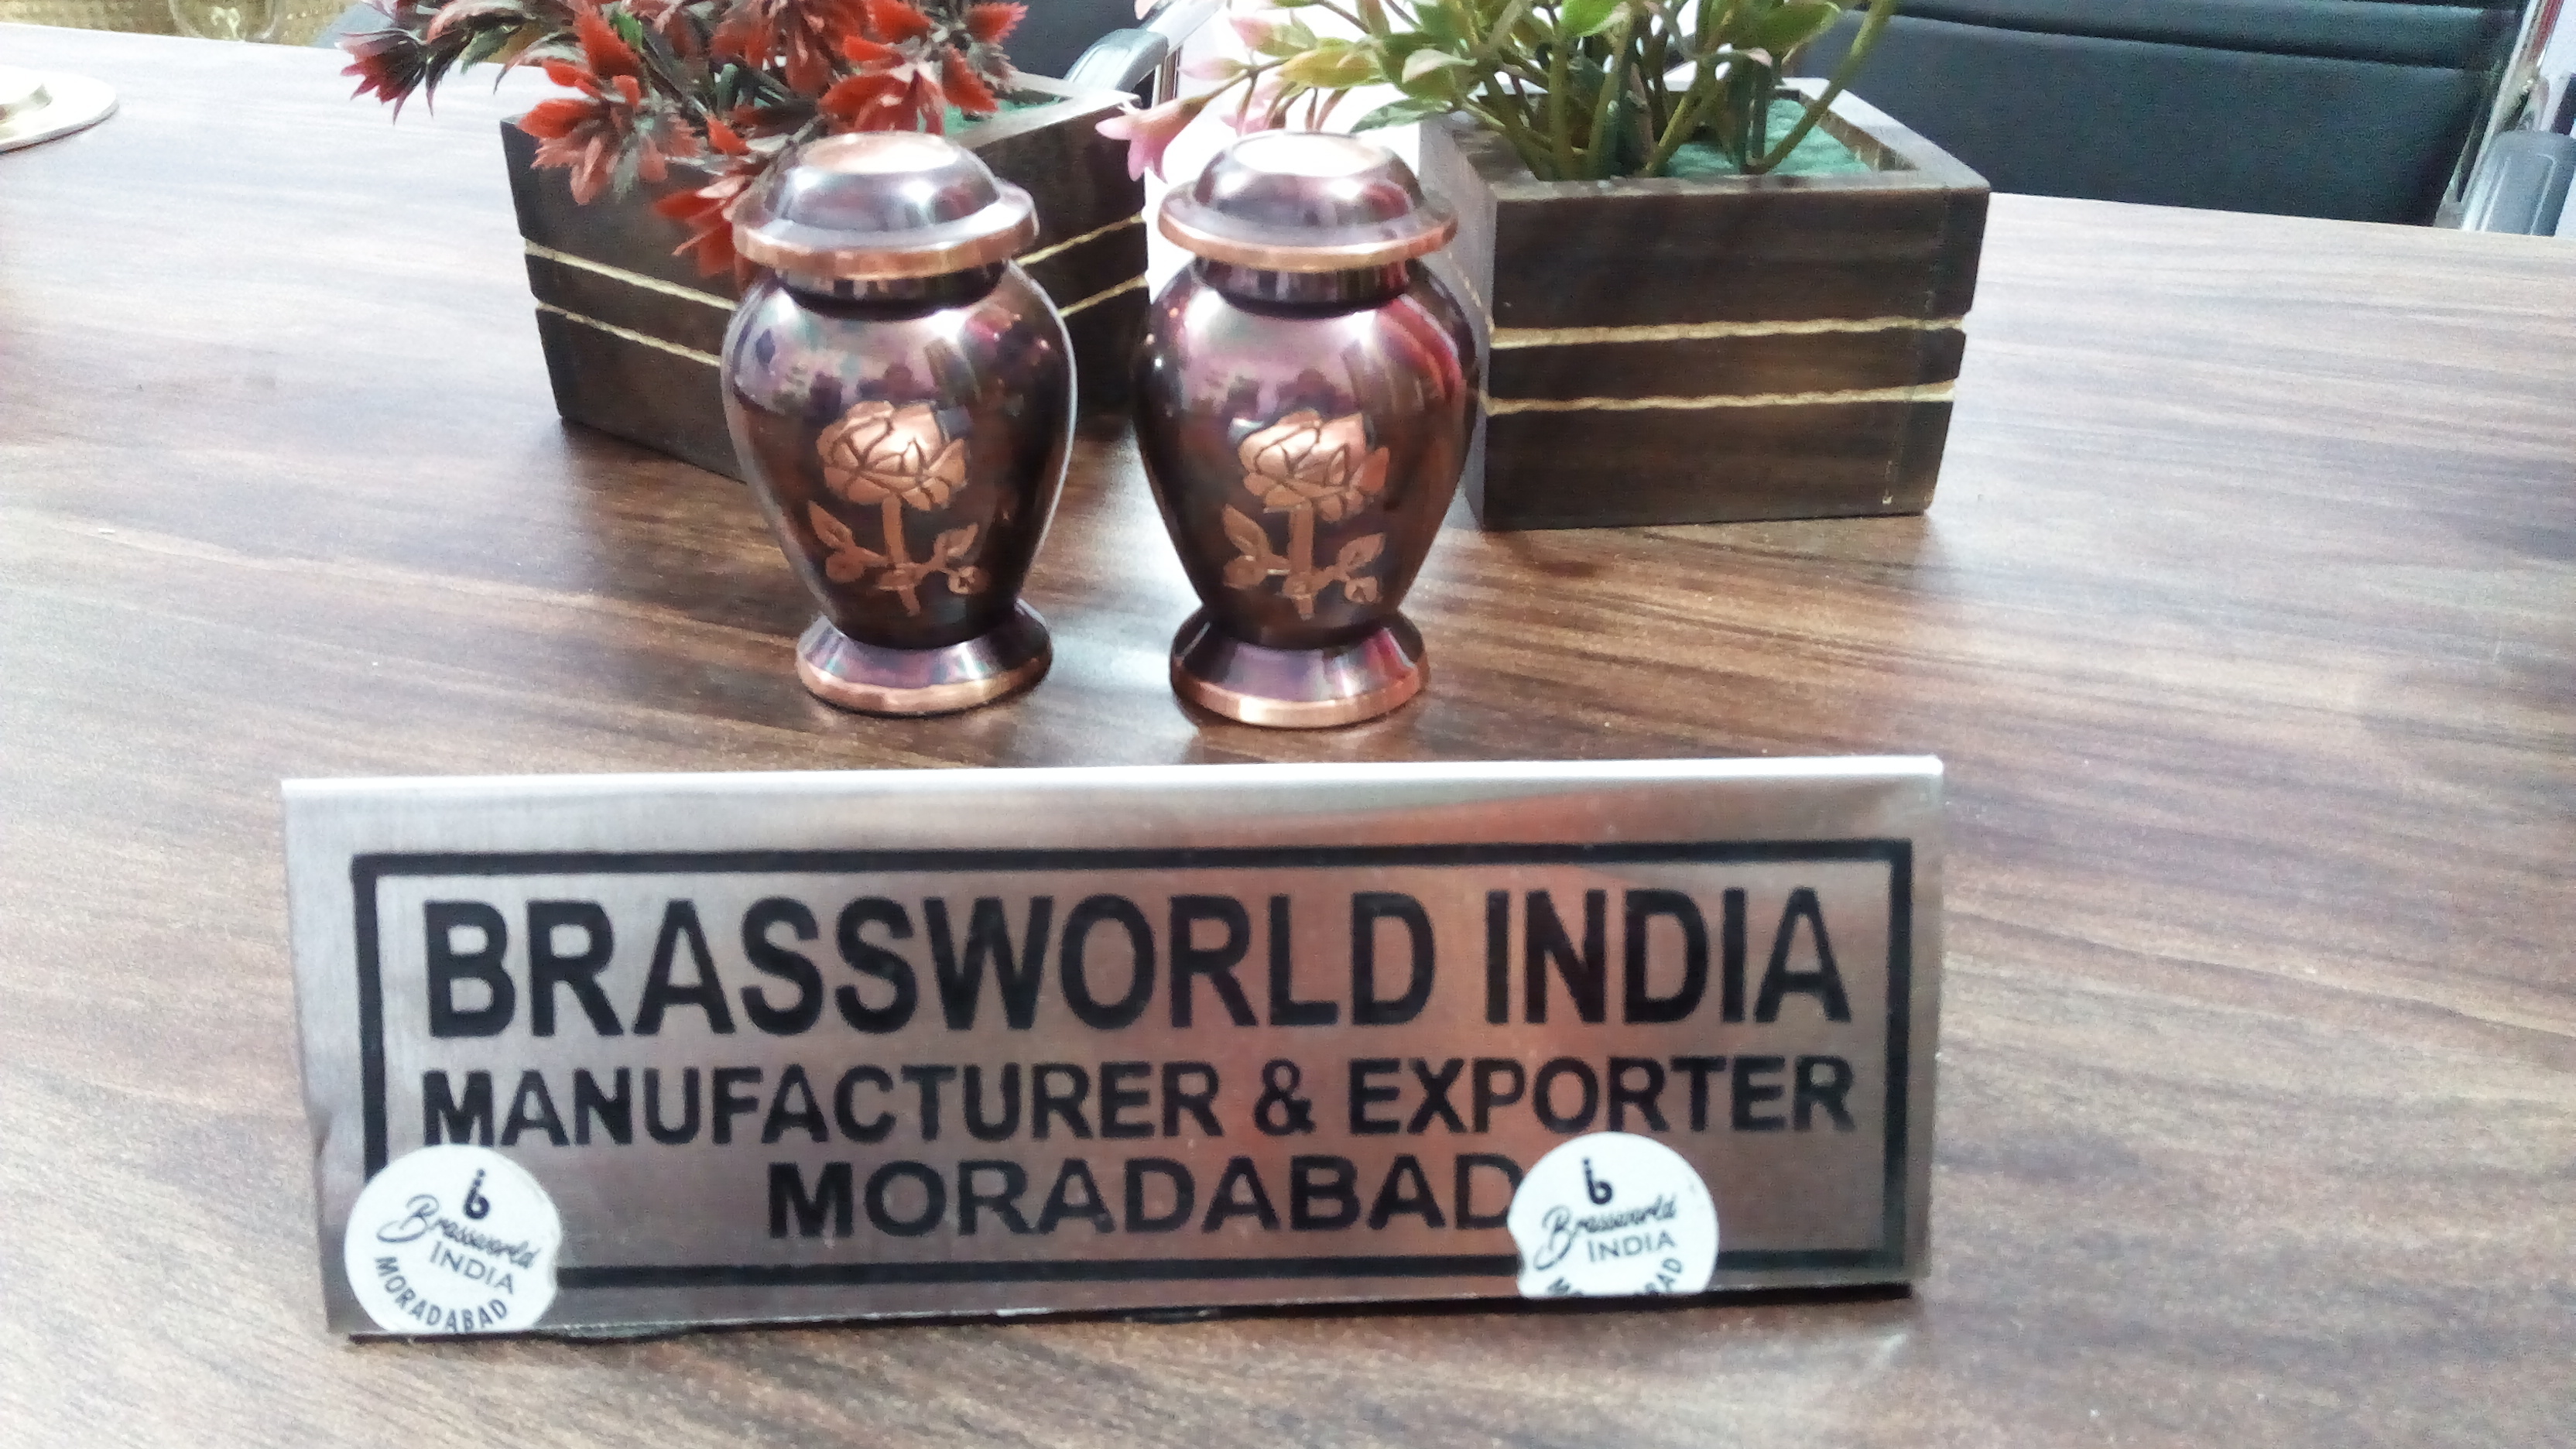 BRASSWORLD INDIA
MANUFACTURER & EXPORTER
MORADABAD
b
Brassworld
INDIA
MORADABAD
b
Brassworld
INDIA